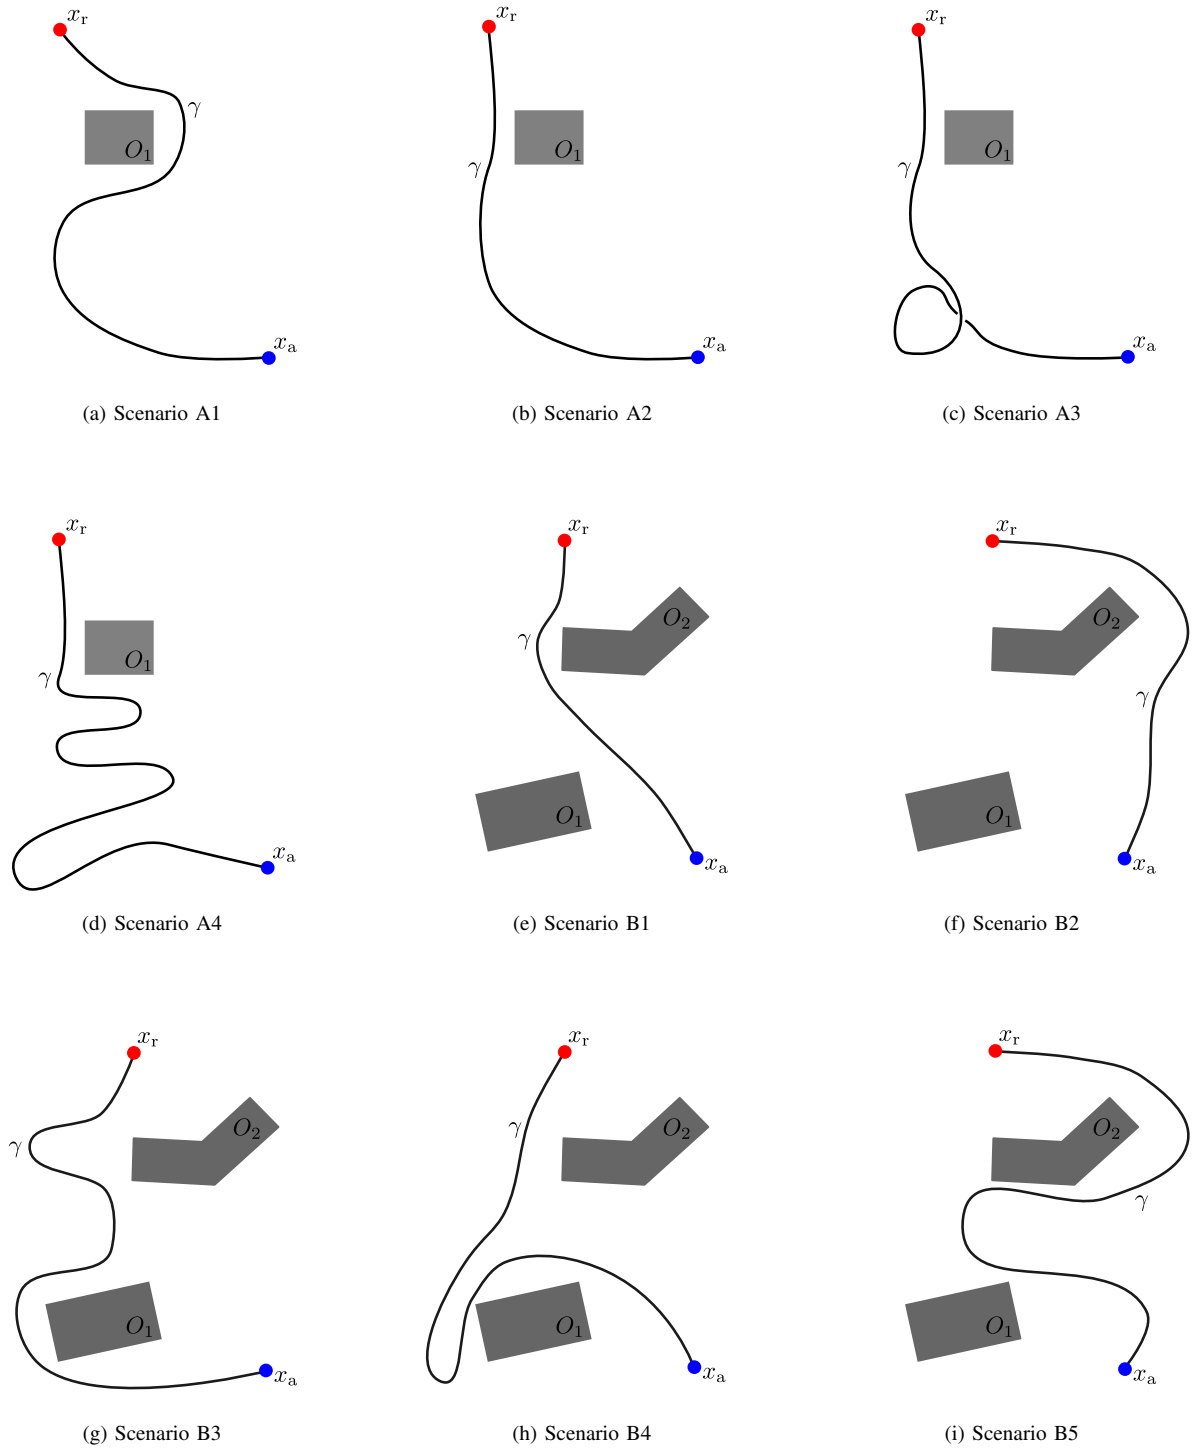 x_r
γ
O_1
x_a
(a) Scenario A1
x_r
γ
O_1
x_a
(b) Scenario A2
x_r
γ
O_1
x_a
(c) Scenario A3
x_r
O_1
γ
x_a
(d) Scenario A4
x_r
O_2
γ
O_1
x_a
(e) Scenario B1
x_r
O_2
γ
O_1
x_a
(f) Scenario B2
x_r
O_2
γ
O_1
x_a
(g) Scenario B3
x_r
γ
O_2
O_1
x_a
(h) Scenario B4
x_r
O_2
γ
O_1
x_a
(i) Scenario B5